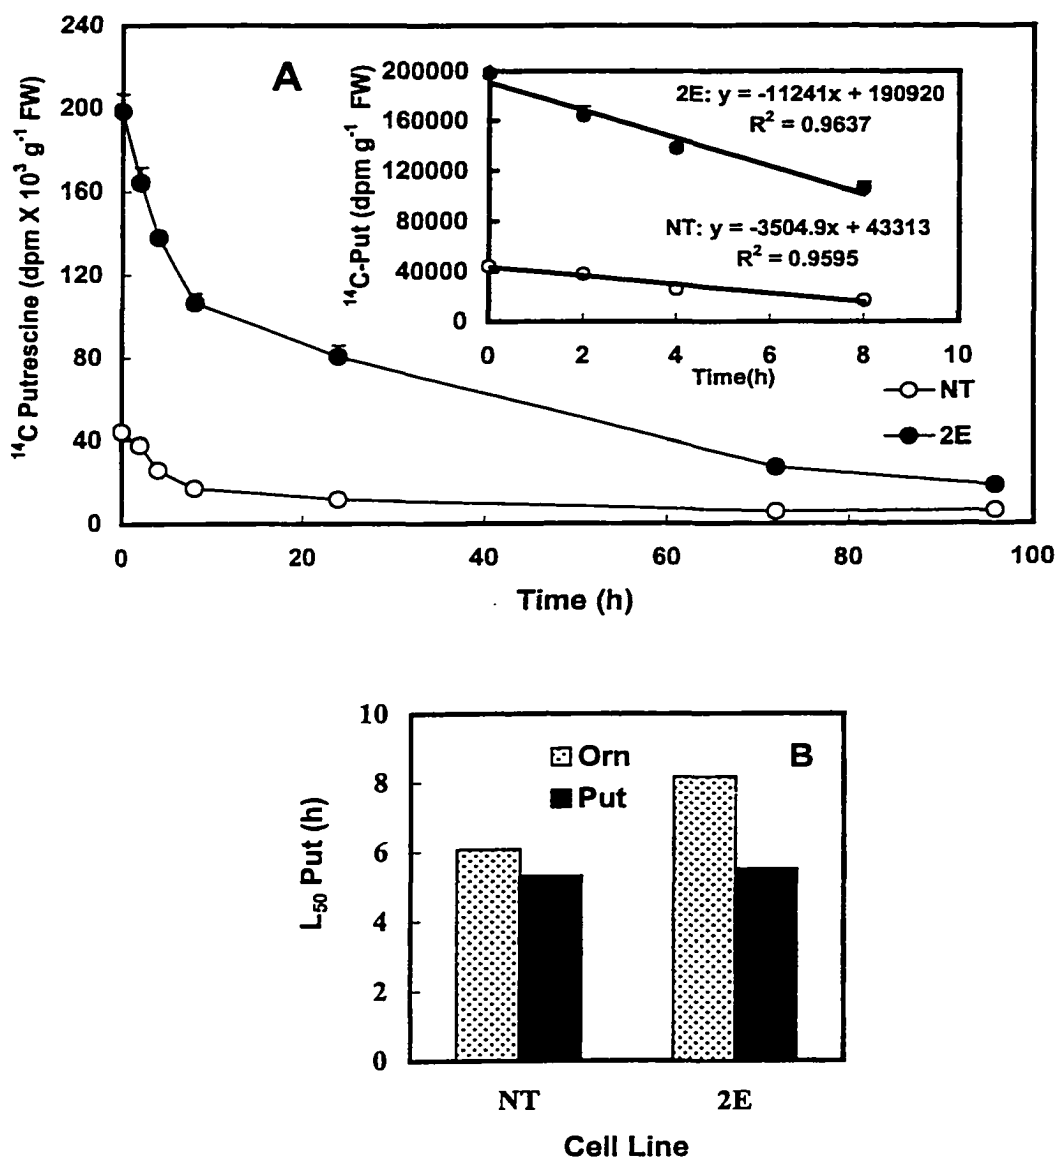 A
¹⁴C Putrescine (dpm X 10³ g⁻¹ FW)
240
200
160
120
80
40
0
0 20 40 60 80 100
Time (h)
¹⁴C-Put (dpm g⁻¹ FW)
200000
160000
120000
80000
40000
0
2E: y = -11241x + 190920
R² = 0.9637
NT: y = -3504.9x + 43313
R² = 0.9595
0 2 4 6 8 10
Time(h)
NT
2E
B
L₅₀ Put (h)
10
8
6
4
2
0
Orn
Put
NT 2E
Cell Line